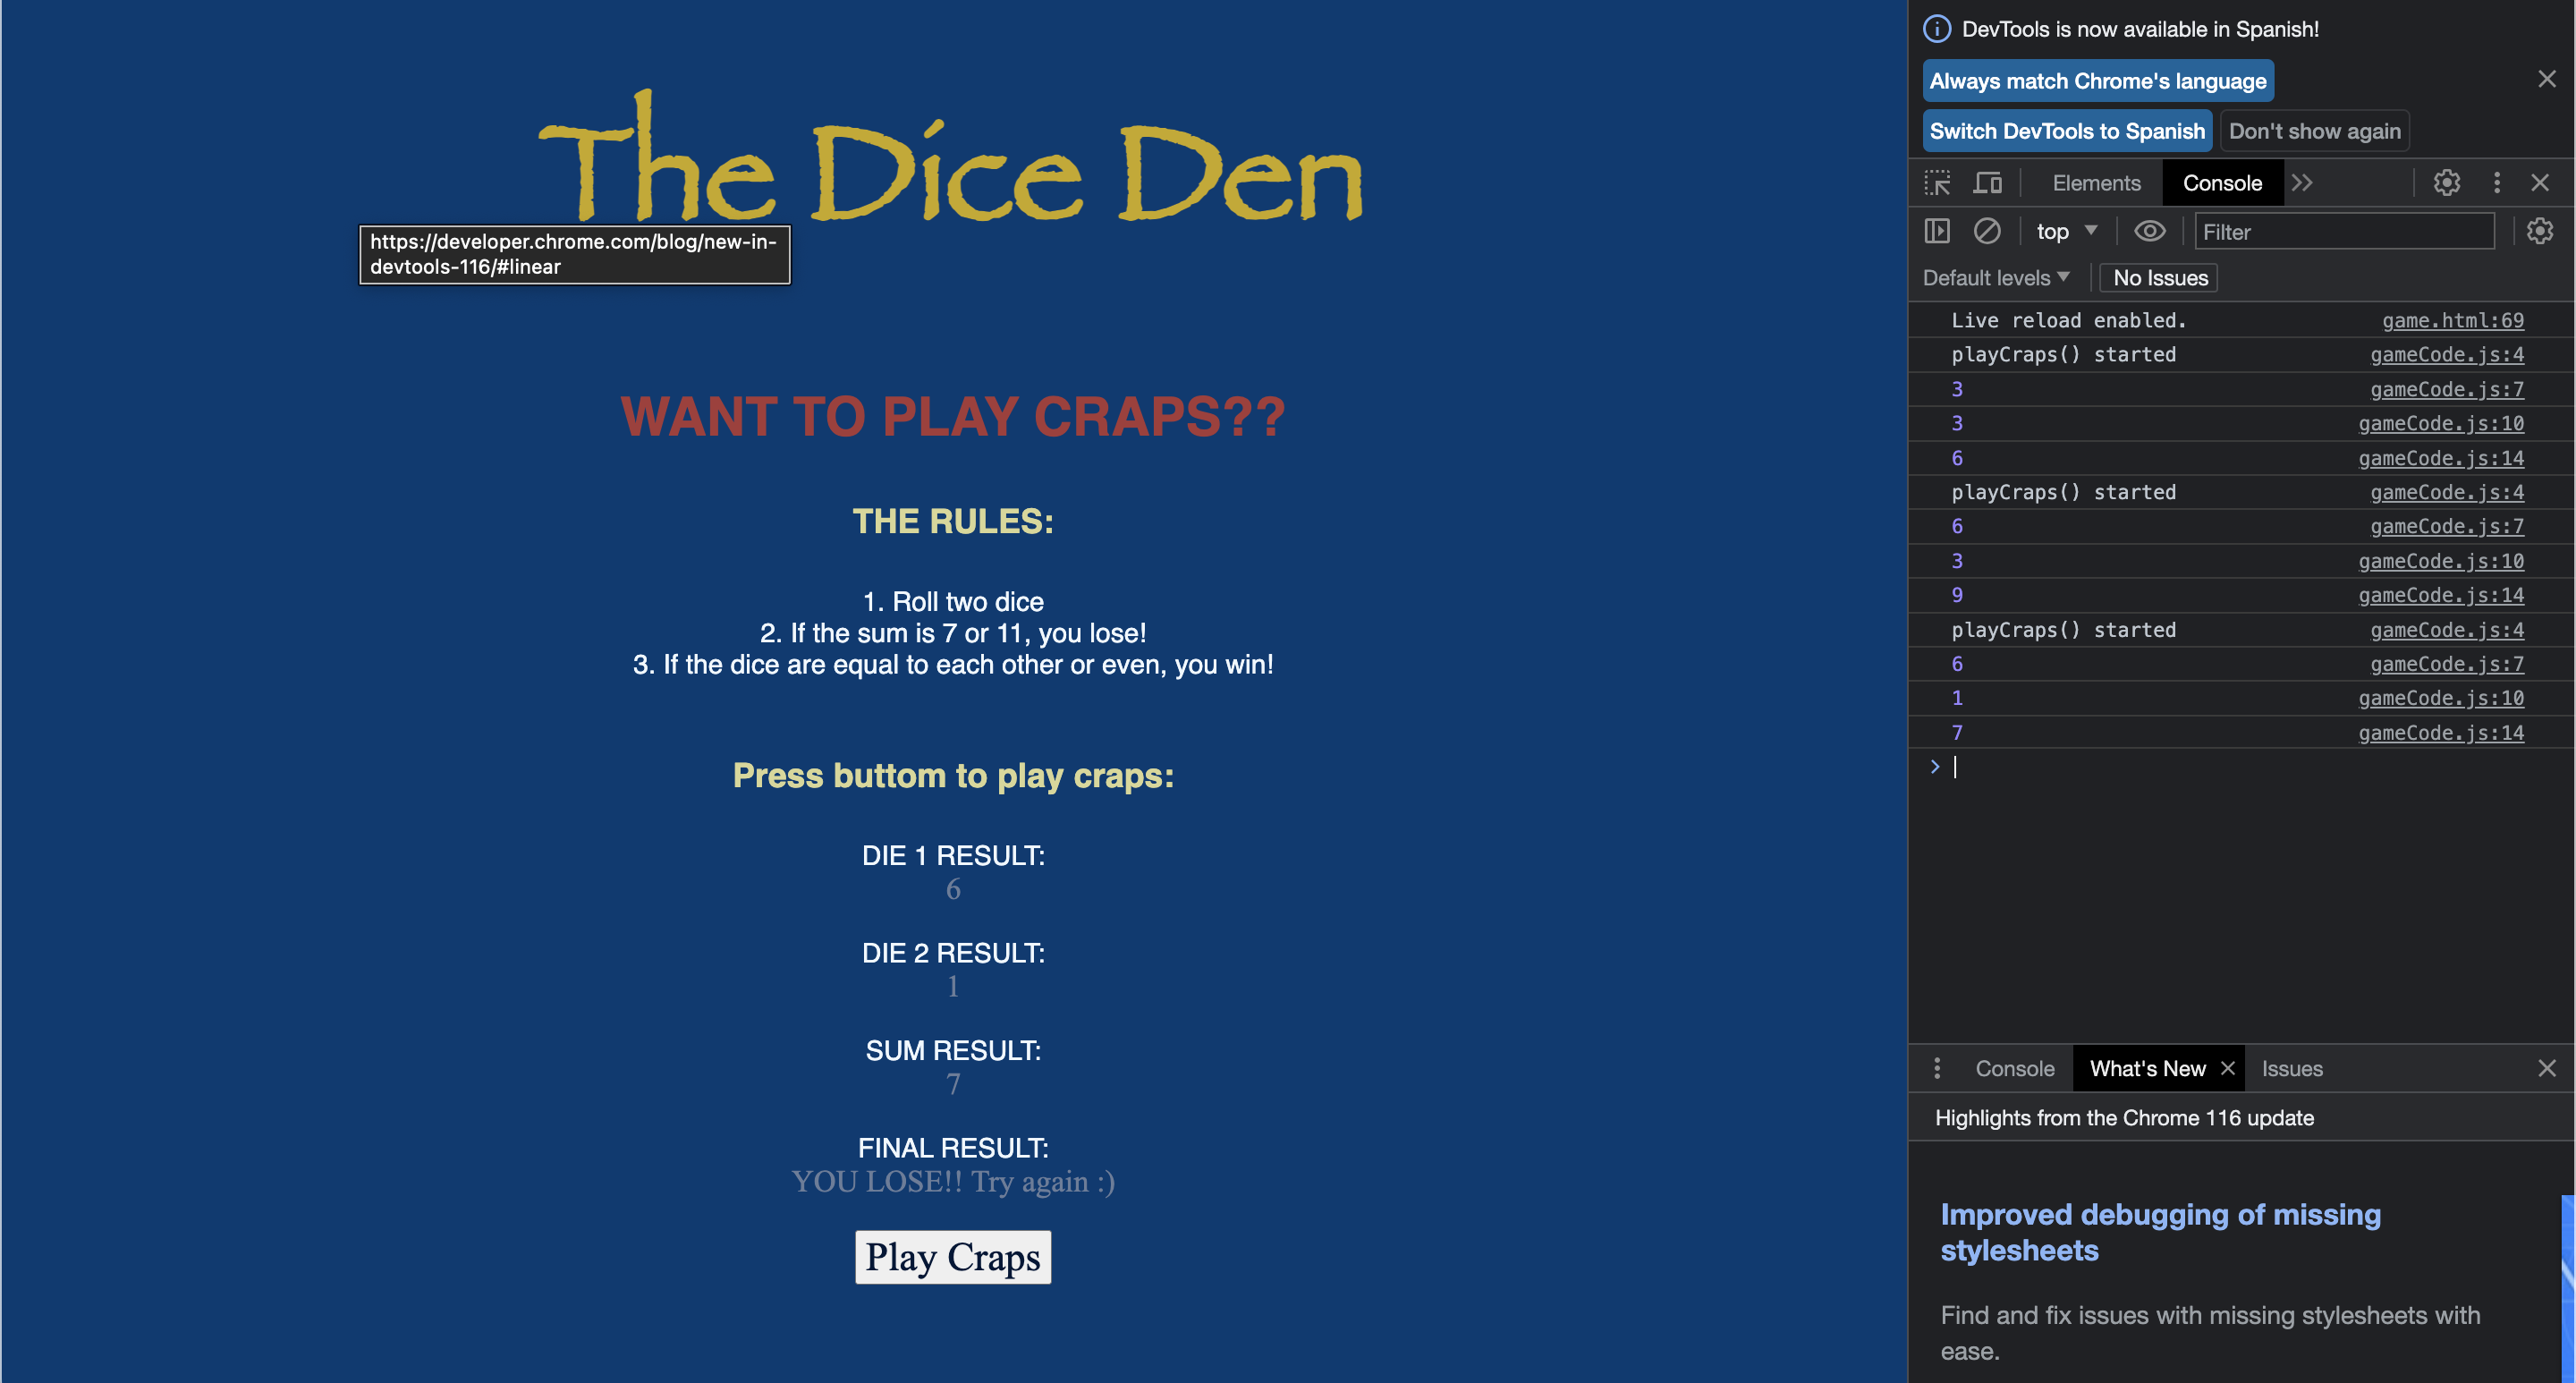 The Dice Den
https://developer.chrome.com/blog/new-in-
devtools-116/#linear
WANT TO PLAY CRAPS??
THE RULES:
1. Roll two dice
2. If the sum is 7 or 11, you lose!
3. If the dice are equal to each other or even, you win!
Press buttom to play craps:
DIE 1 RESULT:
6
DIE 2 RESULT:
1
SUM RESULT:
7
FINAL RESULT:
YOU LOSE!! Try again :)
Play Craps
DevTools is now available in Spanish!
Always match Chrome's language
Switch DevTools to Spanish Don't show again
Elements Console
top Filter
Default levels No Issues
Live reload enabled. game.html:69
playCraps() started gameCode.js:4
3 gameCode.js:7
3 gameCode.js:10
6 gameCode.js:14
playCraps() started gameCode.js:4
6 gameCode.js:7
3 gameCode.js:10
9 gameCode.js:14
playCraps() started gameCode.js:4
6 gameCode.js:7
1 gameCode.js:10
7 gameCode.js:14
Console What's New Issues
Highlights from the Chrome 116 update
Improved debugging of missing
stylesheets
Find and fix issues with missing stylesheets with
ease.